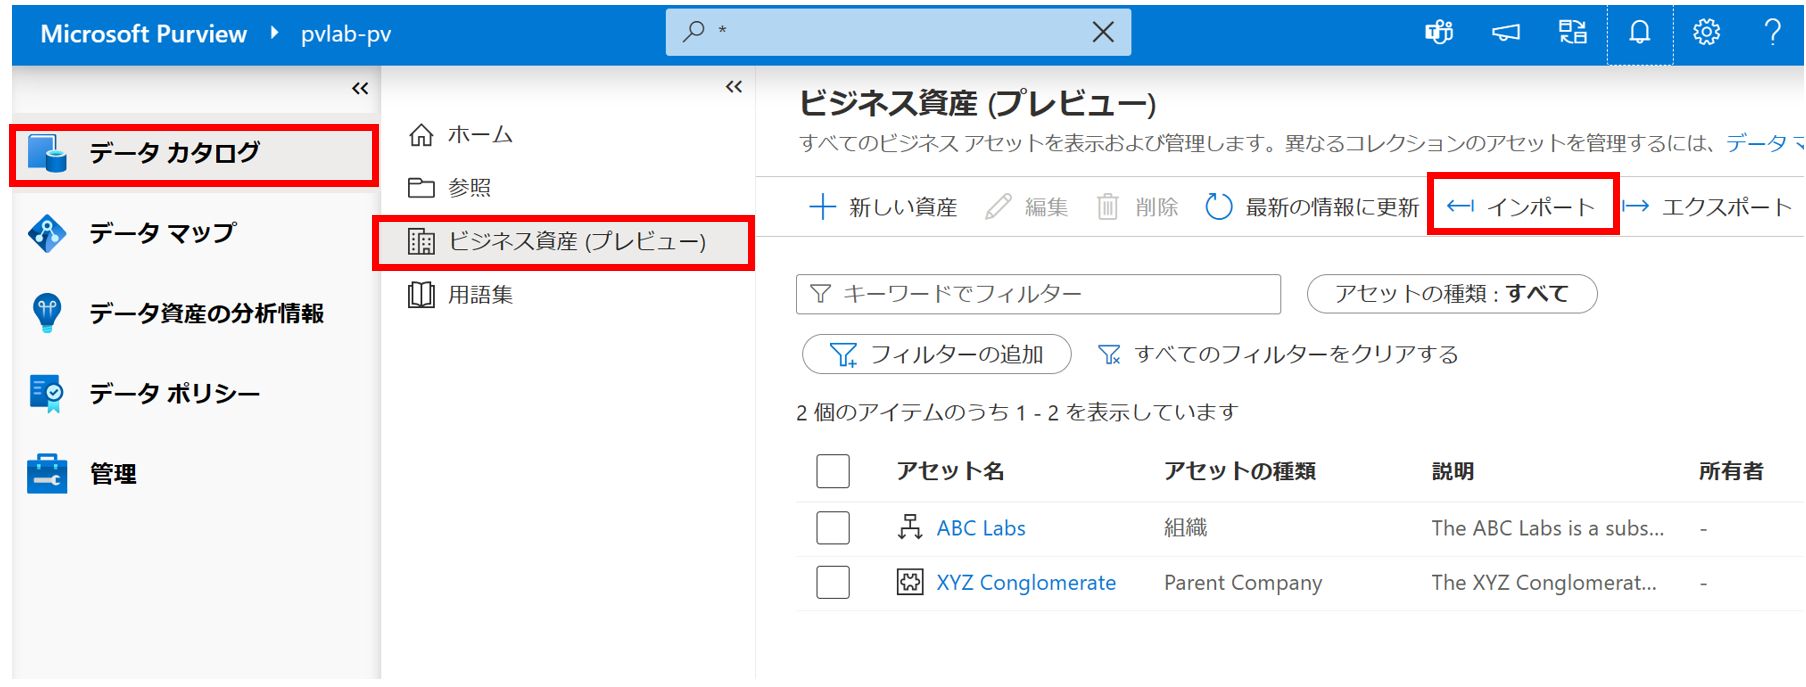 Microsoft Purview pvlab-pv
*
データ カタログ
データ マップ
データ資産の分析情報
データ ポリシー
管理
ホーム
参照
ビジネス資産 (プレビュー)
用語集
ビジネス資産 (プレビュー)
すべてのビジネス アセットを表示および管理します。異なるコレクションのアセットを管理するには、データ マ
新しい資産 編集 削除 最新の情報に更新 インポート エクスポート
キーワードでフィルター アセットの種類 : すべて
フィルターの追加 すべてのフィルターをクリアする
2 個のアイテムのうち 1 - 2 を表示しています
アセット名 アセットの種類 説明 所有者
ABC Labs 組織 The ABC Labs is a subs... -
XYZ Conglomerate Parent Company The XYZ Conglomerat... -